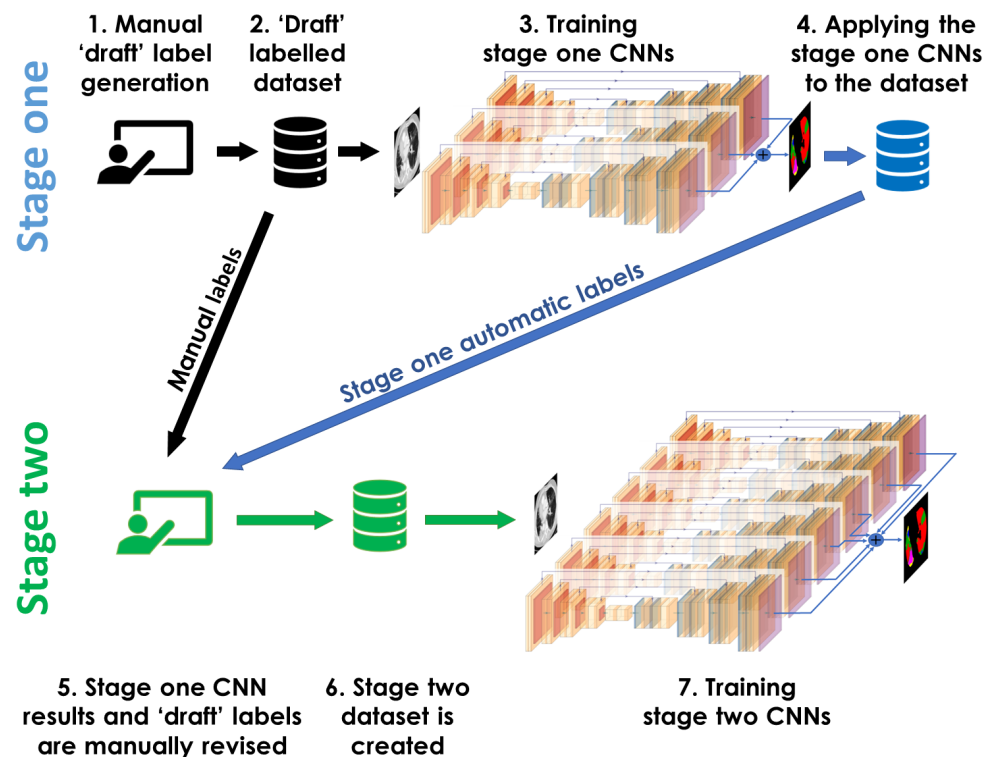 1. Manual
‘draft’ label
generation
2. ‘Draft’
labelled
dataset
3. Training
stage one CNNs
4. Applying the
stage one CNNs
to the dataset
Stage one
Manual labels
Stage one automatic labels
Stage two
5. Stage one CNN
results and ‘draft’ labels
are manually revised
6. Stage two
dataset is
created
7. Training
stage two CNNs